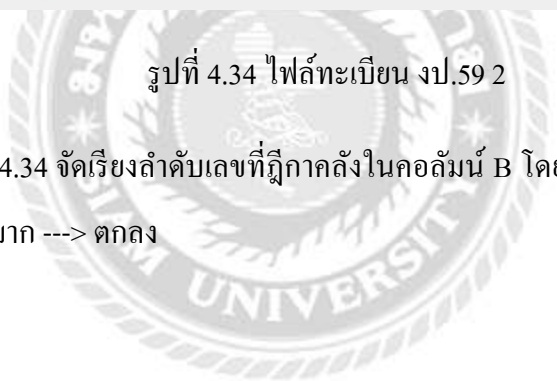 รูปที่ 4.34 ไฟล์ทะเบียน งป.59 2
4.34 จัดเรียงลำดับเลขที่ฎีกาคลังในคอลัมน์ B โดย
มาก ---> ตกลง
UNIVERS